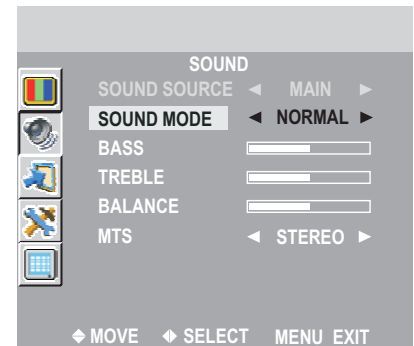 SOUND
SOUND SOURCE ◄ MAIN ►
SOUND MODE ◄ NORMAL ►
BASS
TREBLE
BALANCE
MTS ◄ STEREO ►
MOVE SELECT MENU EXIT